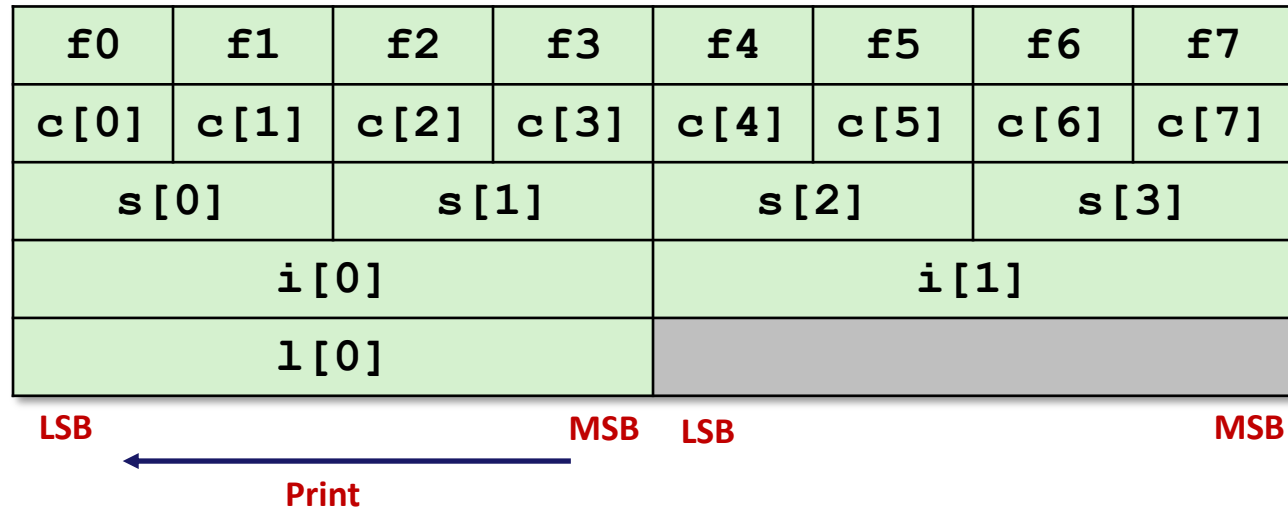 f0 f1 f2 f3 f4 f5 f6 f7
c[0] c[1] c[2] c[3] c[4] c[5] c[6] c[7]
s[0] s[1] s[2] s[3]
i[0] i[1]
l[0]
LSB MSB LSB MSB
Print